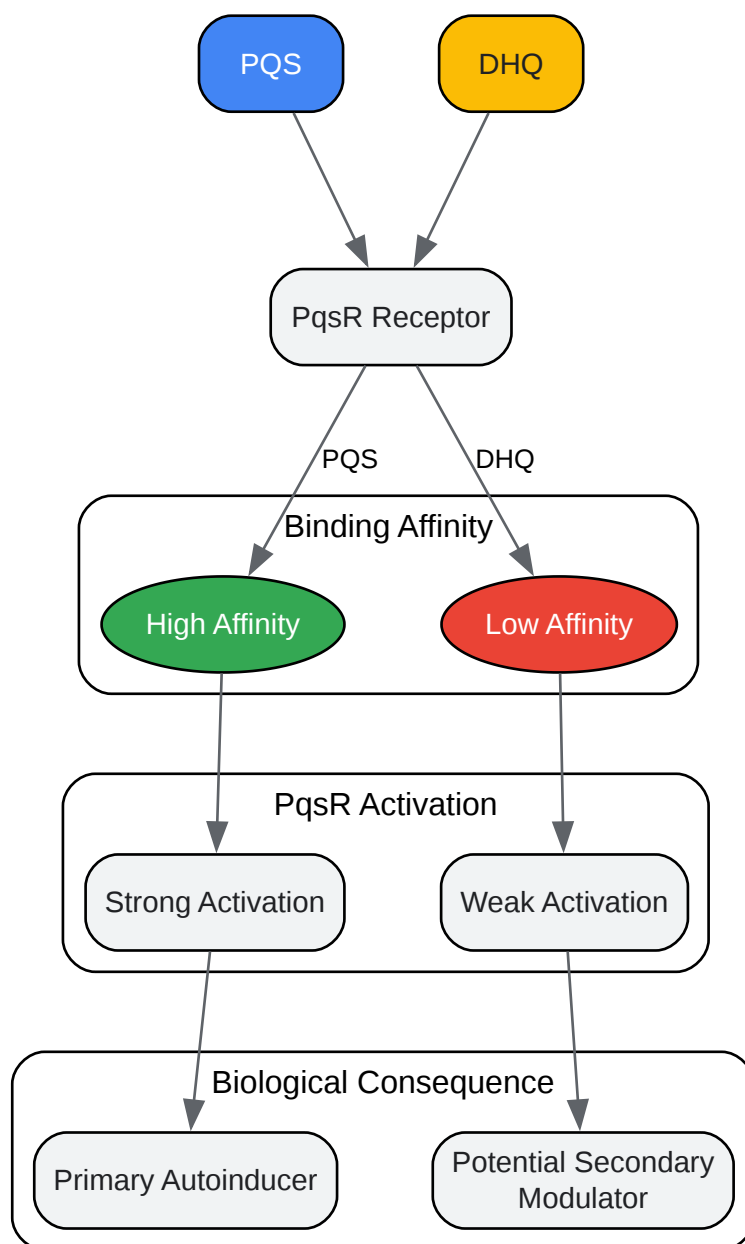 PQS
DHQ
PqsR Receptor
PQS
DHQ
Binding Affinity
High Affinity
Low Affinity
PqsR Activation
Strong Activation
Weak Activation
Biological Consequence
Primary Autoinducer
Potential Secondary
Modulator